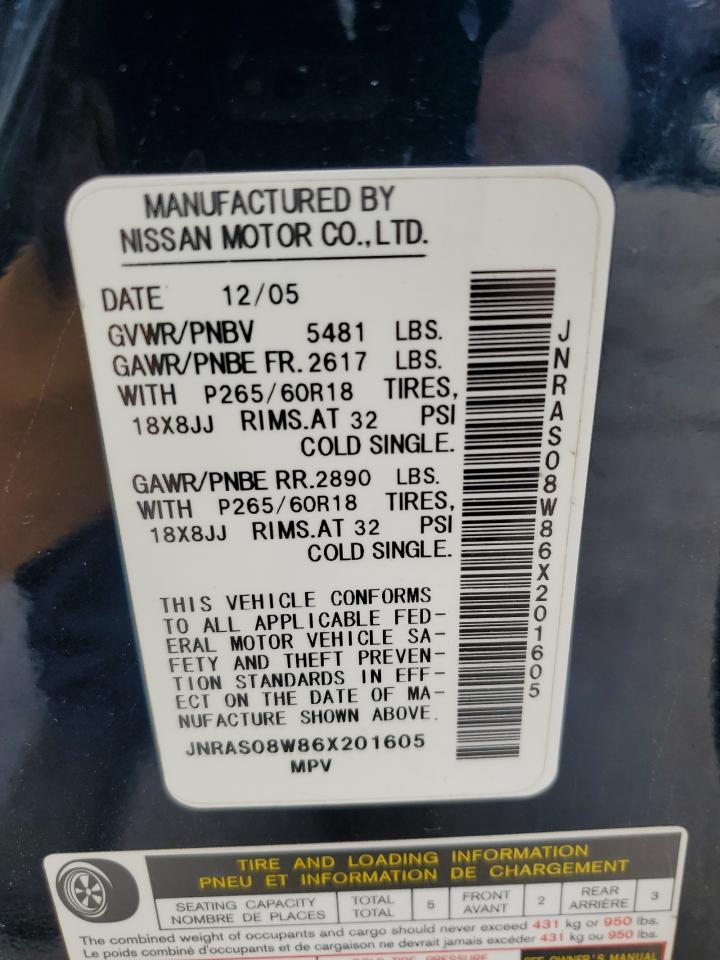 MANUFACTURED BY
NISSAN MOTOR CO.,LTD.
DATE 12/05
GVWR/PNBV 5481 LBS.
GAWR/PNBE FR.2617 LBS.
WITH P265/60R18 TIRES,
18X8JJ RIMS.AT 32 PSI
COLD SINGLE.
GAWR/PNBE RR.2890 LBS.
WITH P265/60R18 TIRES,
18X8JJ RIMS.AT 32 PSI
COLD SINGLE.
THIS VEHICLE CONFORMS
TO ALL APPLICABLE FED-
ERAL MOTOR VEHICLE SA-
FETY AND THEFT PREVEN-
TION STANDARDS IN EFF-
ECT ON THE DATE OF MA-
NUFACTURE SHOWN ABOVE.
JNRAS08W86X201605
MPV
JNRAS08W86X201605
TIRE AND LOADING INFORMATION
PNEU ET INFORMATION DE CHARGEMENT
SEATING CAPACITY TOTAL 5 FRONT 2 REAR 3
NOMBRE DE PLACES TOTAL AVANT ARRIÈRE
The combined weight of occupants and cargo should never exceed 431 kg or 950 lbs.
Le poids combiné d'occupants et de cargaison ne devrait jamais excéder 431 kg ou 950 lbs.
TIRE PRESSURE SEE OWNER'S MANUAL